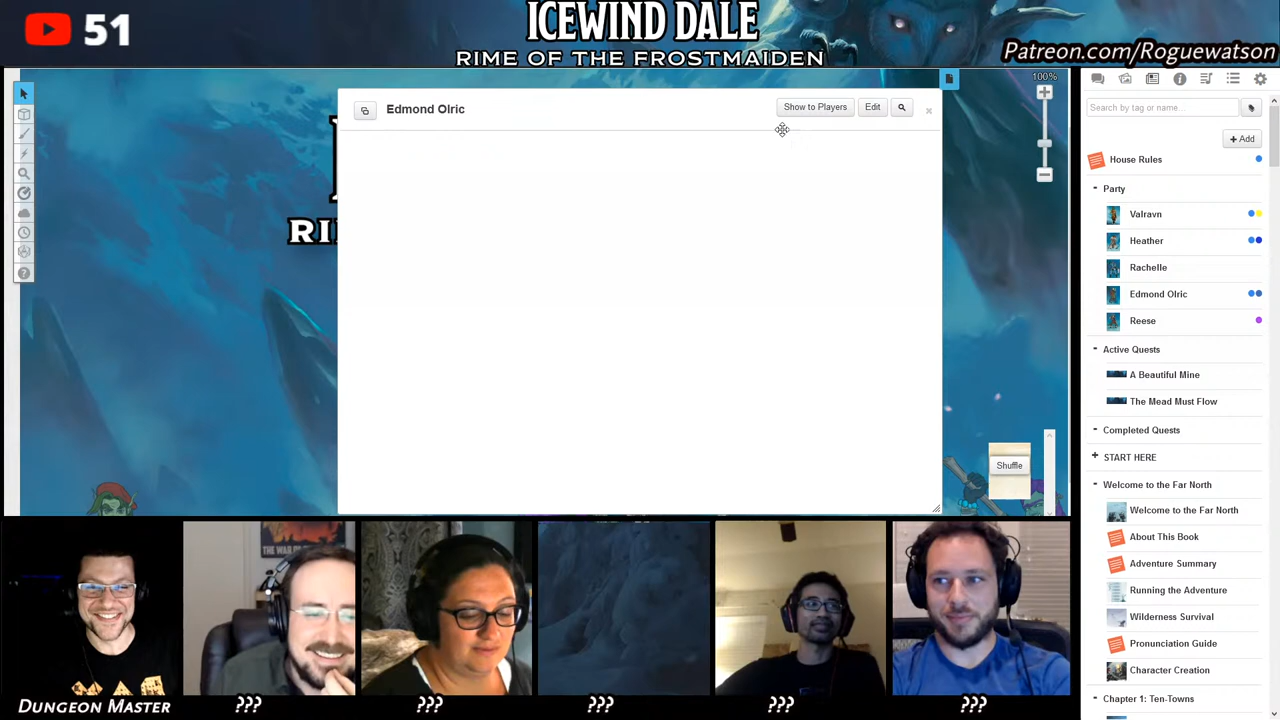 51
ICEWIND DALE
RIME OF THE FROSTMAIDEN
Patreon.com/Roguewatson
Edmond Olric
Show to Players
Edit
RI
100%
Shuffle
Search by tag or name...
+ Add
House Rules
Party
Valravn
Heather
Rachelle
Edmond Olric
Reese
Active Quests
A Beautiful Mine
The Mead Must Flow
Completed Quests
START HERE
Welcome to the Far North
Welcome to the Far North
About This Book
Adventure Summary
Running the Adventure
Wilderness Survival
Pronunciation Guide
Character Creation
Chapter 1: Ten-Towns
THE WAR
DUNGEON MASTER
???
???
???
???
???